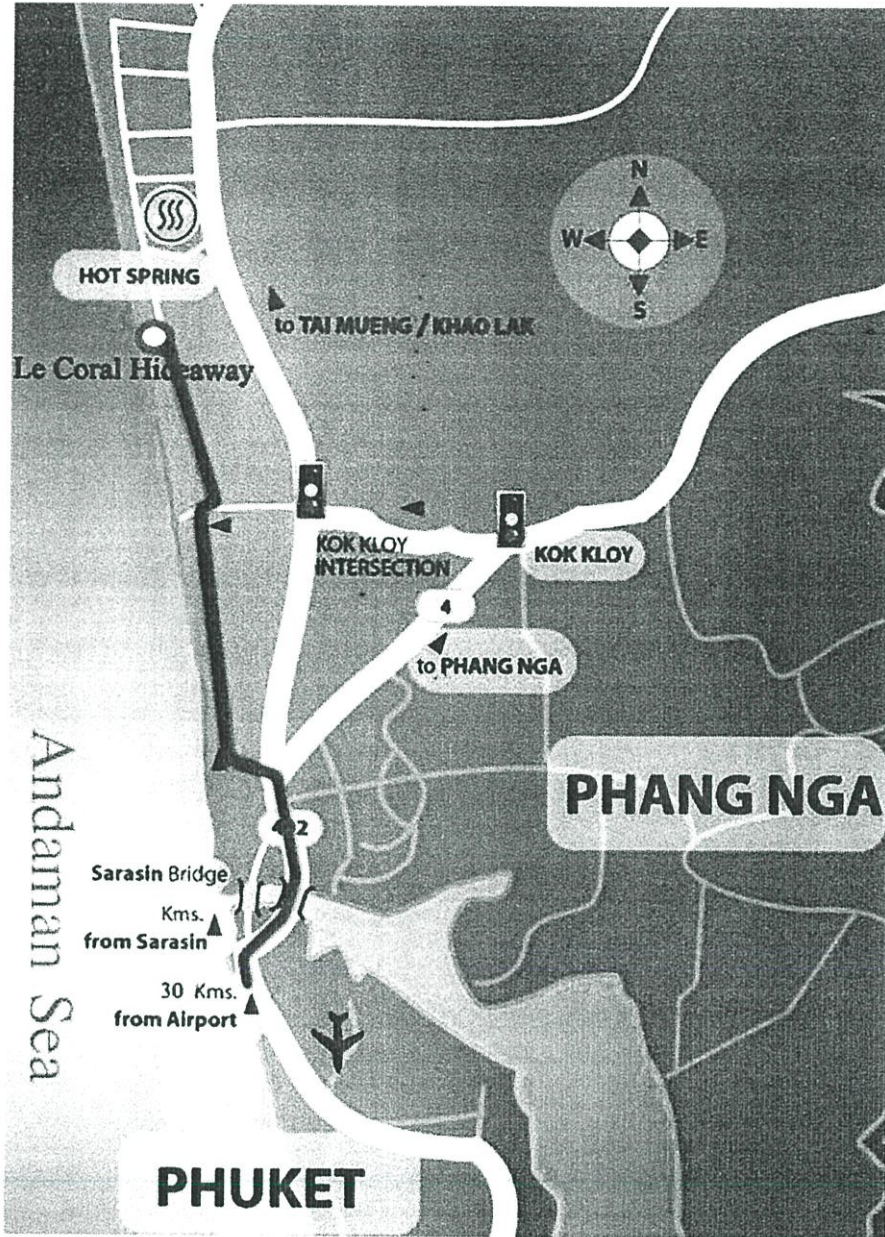 N
W
E
S
HOT SPRING
to TAI MUENG / KHAO LAK
Le Coral Hideaway
KOK KLOY
INTERSECTION
KOK KLOY
4
to PHANG NGA
PHANG NGA
402
Sarasin Bridge
Kms.
from Sarasin
30 Kms.
from Airport
Andaman Sea
PHUKET